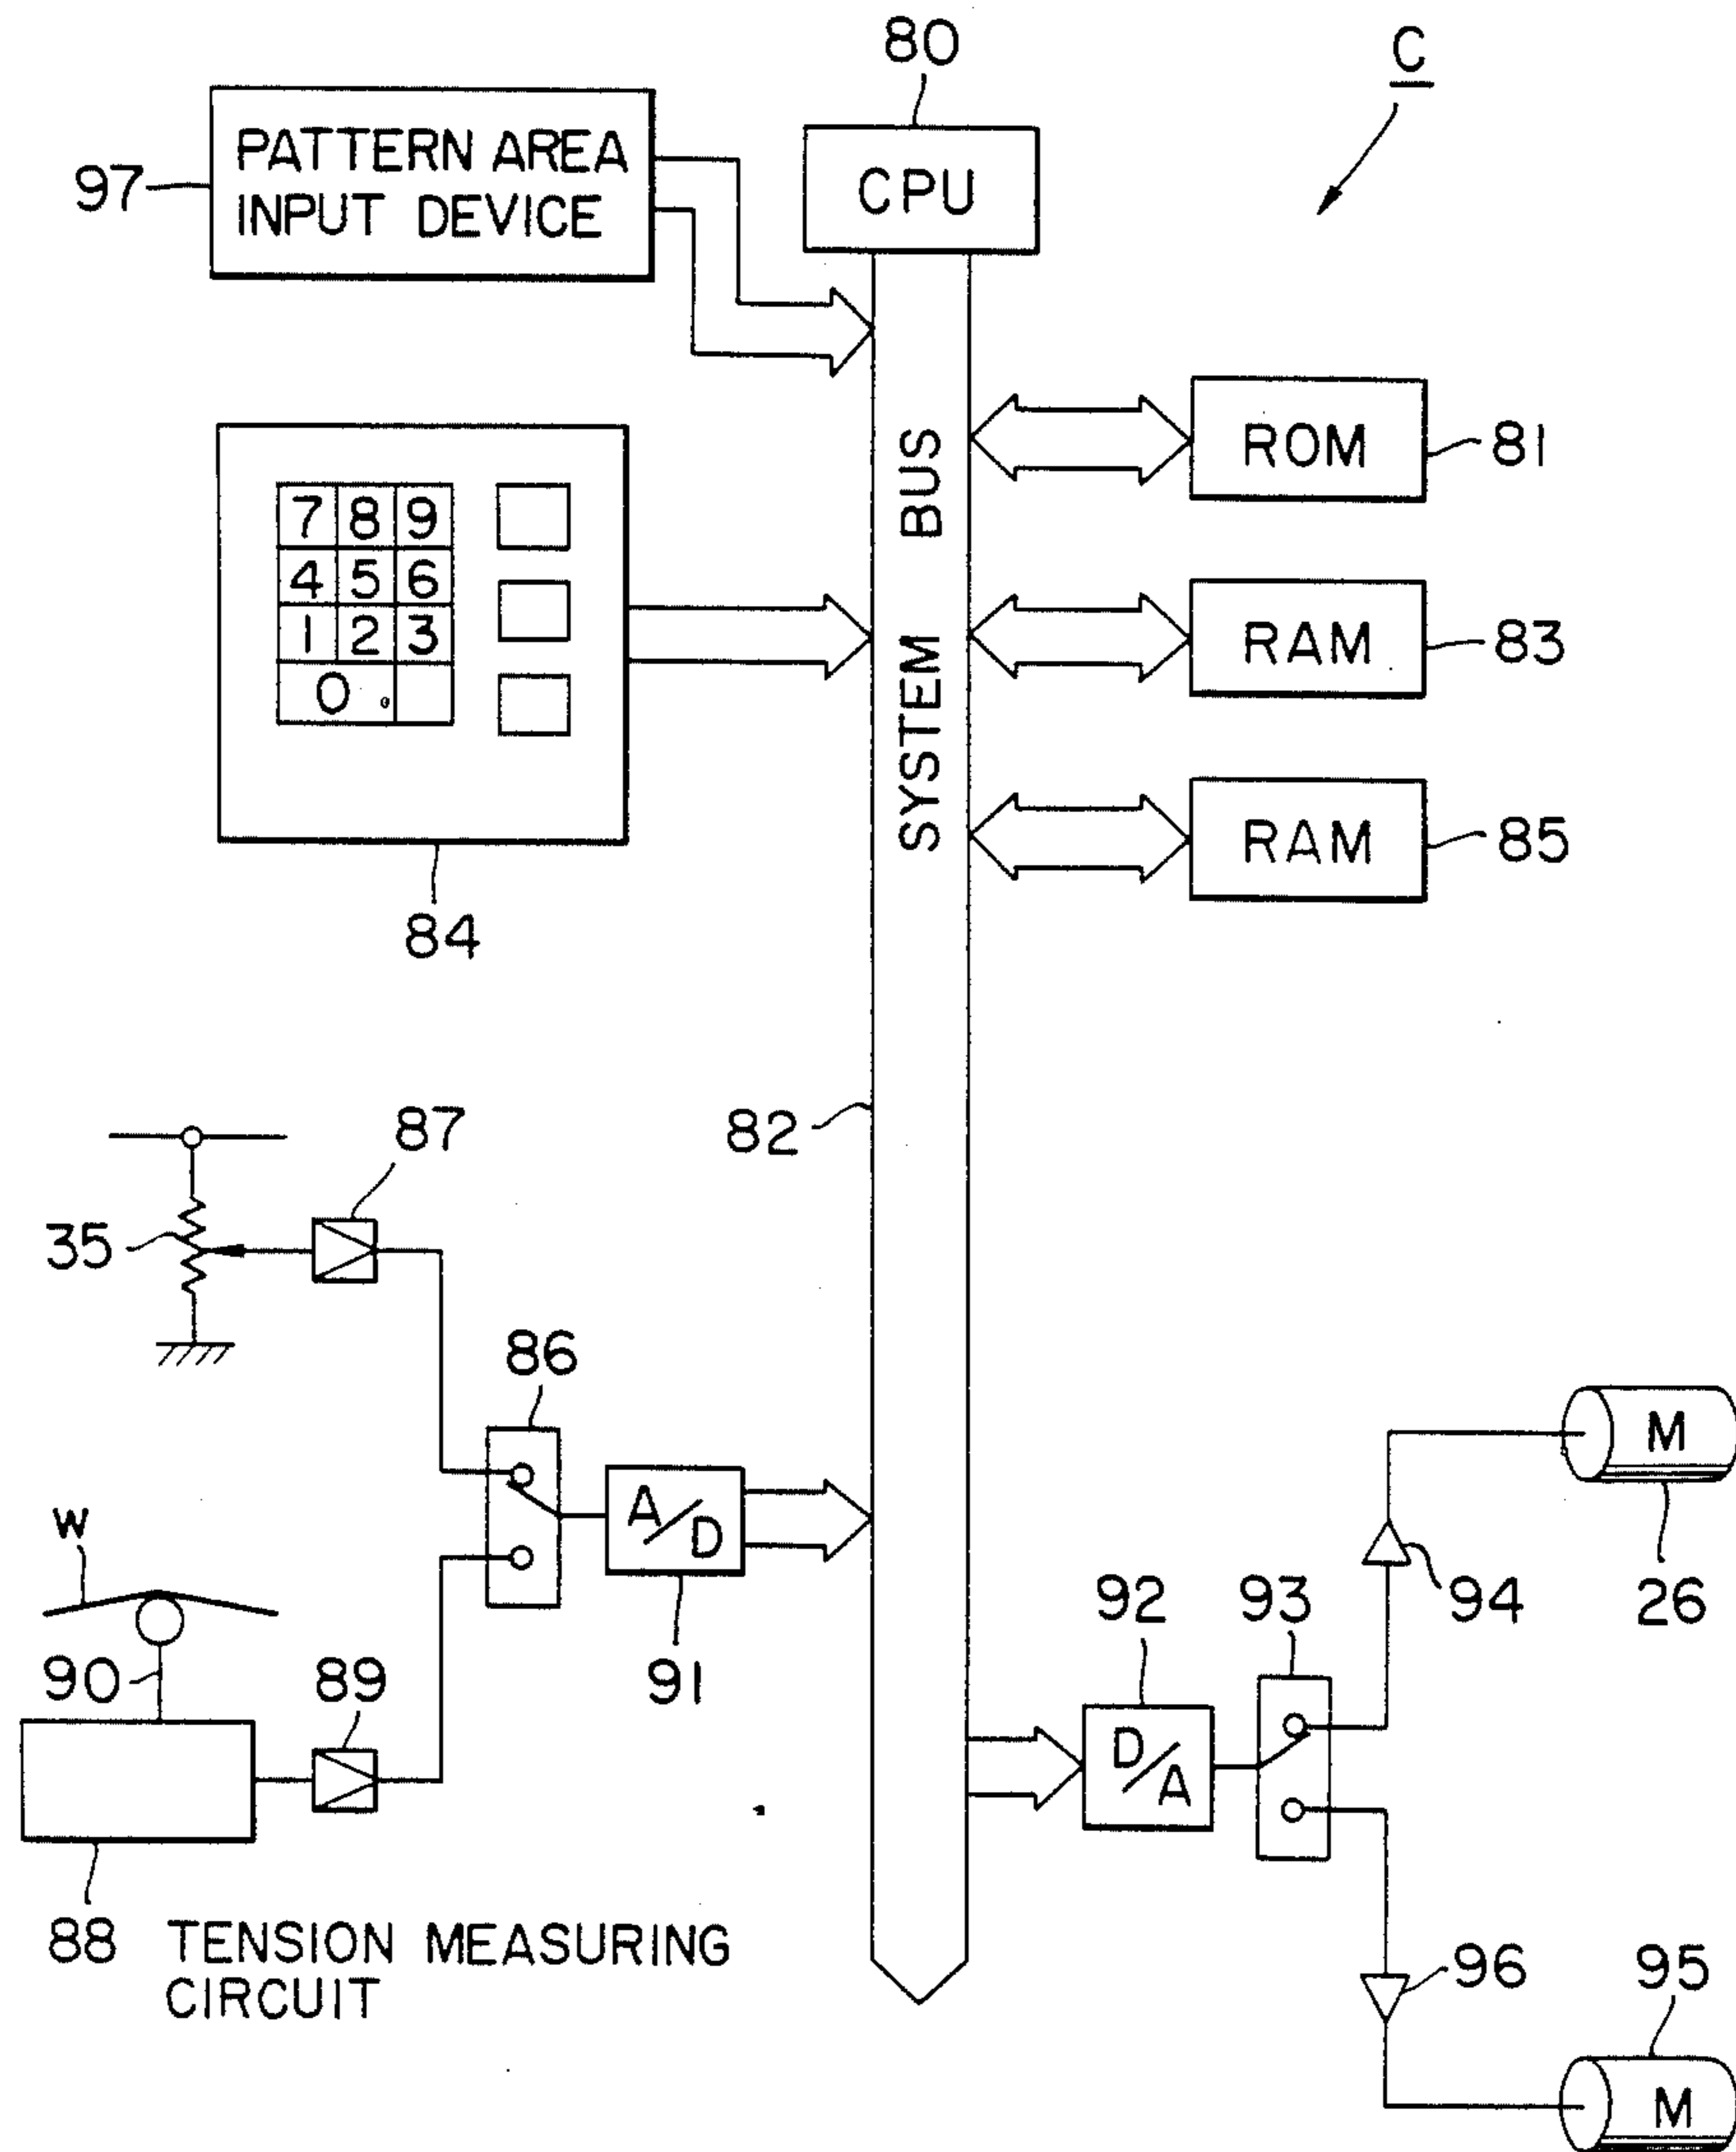 80
C
PATTERN AREA
INPUT DEVICE
97
CPU
SYSTEM BUS
ROM
81
7 8 9
4 5 6
1 2 3
0 .
RAM
83
RAM
85
84
82
87
35
86
A/D
91
W
90
89
88 TENSION MEASURING
CIRCUIT
M
26
94
92
93
D/A
96
95
M